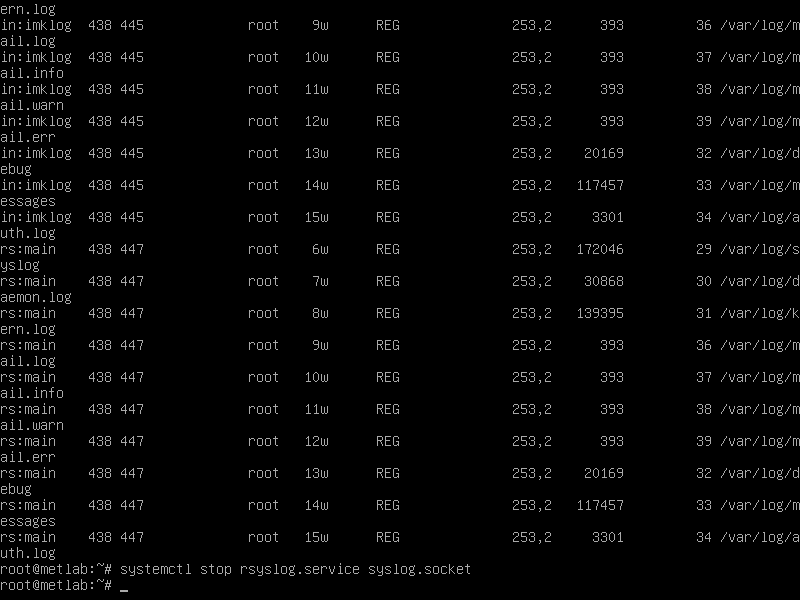 ern.log
in:imklog  438 445             root    9w      REG              253,2      393         36 /var/log/m
ail.log
in:imklog  438 445             root   10w      REG              253,2      393         37 /var/log/m
ail.info
in:imklog  438 445             root   11w      REG              253,2      393         38 /var/log/m
ail.warn
in:imklog  438 445             root   12w      REG              253,2      393         39 /var/log/m
ail.err
in:imklog  438 445             root   13w      REG              253,2    20169         32 /var/log/d
ebug
in:imklog  438 445             root   14w      REG              253,2   117457         33 /var/log/m
essages
in:imklog  438 445             root   15w      REG              253,2     3301         34 /var/log/a
uth.log
rs:main    438 447             root    6w      REG              253,2   172046         29 /var/log/s
yslog
rs:main    438 447             root    7w      REG              253,2    30868         30 /var/log/d
aemon.log
rs:main    438 447             root    8w      REG              253,2   139395         31 /var/log/k
ern.log
rs:main    438 447             root    9w      REG              253,2      393         36 /var/log/m
ail.log
rs:main    438 447             root   10w      REG              253,2      393         37 /var/log/m
ail.info
rs:main    438 447             root   11w      REG              253,2      393         38 /var/log/m
ail.warn
rs:main    438 447             root   12w      REG              253,2      393         39 /var/log/m
ail.err
rs:main    438 447             root   13w      REG              253,2    20169         32 /var/log/d
ebug
rs:main    438 447             root   14w      REG              253,2   117457         33 /var/log/m
essages
rs:main    438 447             root   15w      REG              253,2     3301         34 /var/log/a
uth.log
root@metlab:~# systemctl stop rsyslog.service syslog.socket
root@metlab:~# _